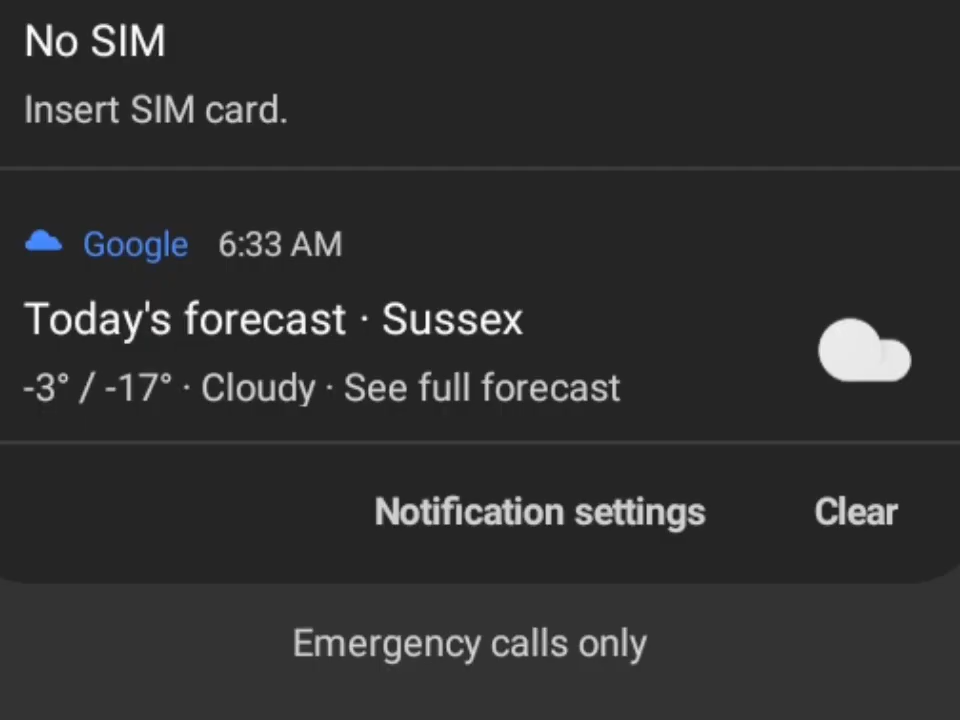 No SIM
Insert SIM card.
Google 6:33 AM
Today's forecast · Sussex
-3° / -17° · Cloudy · See full forecast
Notification settings Clear
Emergency calls only